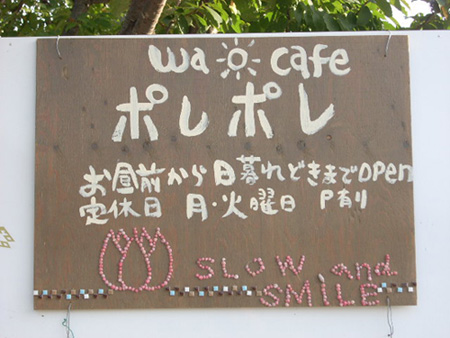 wa cafe
ポレポレ
お昼前から日暮れどきまでOPEN
定休日 月・火曜日 P有り
SLOW and
SMiLE